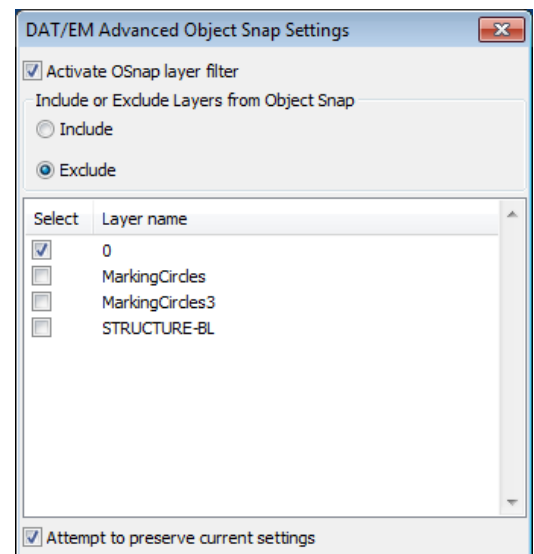 DAT/EM Advanced Object Snap Settings
Activate OSnap layer filter
Include or Exclude Layers from Object Snap
Include
Exclude
Select Layer name
0
MarkingCircles
MarkingCircles3
STRUCTURE-BL
Attempt to preserve current settings